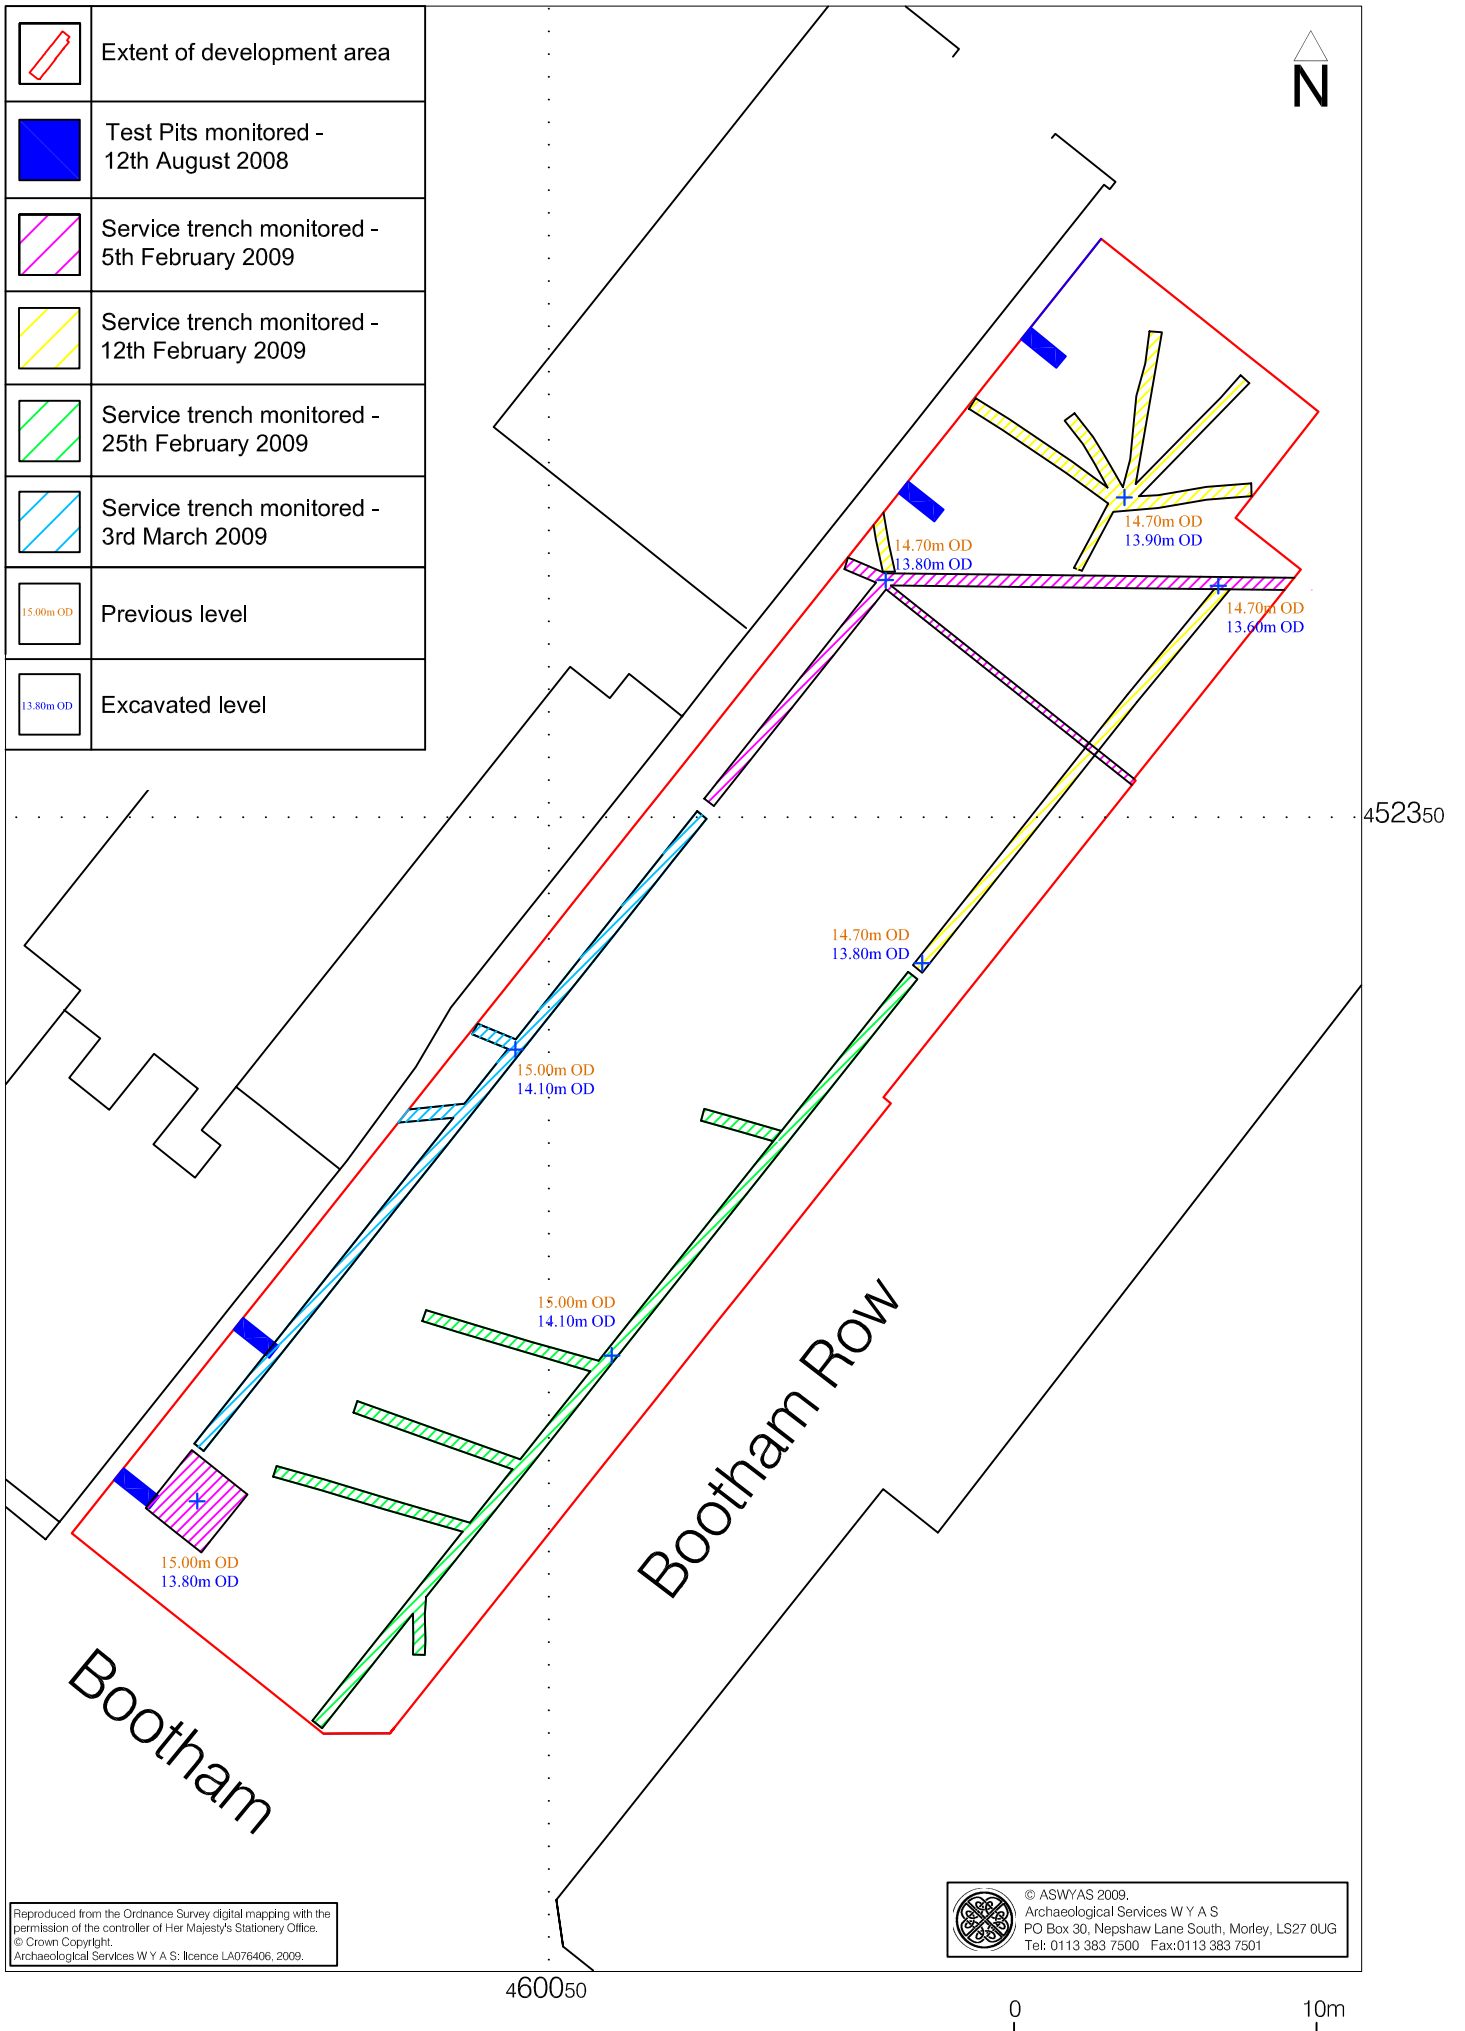 Extent of development area
Test Pits monitored -
12th August 2008
Service trench monitored -
5th February 2009
Service trench monitored -
12th February 2009
Service trench monitored -
25th February 2009
Service trench monitored -
3rd March 2009
15.00m OD
Previous level
13.80m OD
Excavated level
N
14.70m OD
13.90m OD
14.70m OD
13.80m OD
14.70m OD
13.60m OD
452350
14.70m OD
13.80m OD
15.00m OD
14.10m OD
15.00m OD
14.10m OD
Bootham Row
15.00m OD
13.80m OD
Bootham
Reproduced from the Ordnance Survey digital mapping with the
permission of the controller of Her Majesty's Stationery Office.
© Crown Copyright.
Archaeological Services W Y A S: licence LA076406, 2009.
© ASWYAS 2009.
Archaeological Services W Y A S
PO Box 30, Nepshaw Lane South, Morley, LS27 0UG
Tel: 0113 383 7500 Fax:0113 383 7501
460050
0 10m